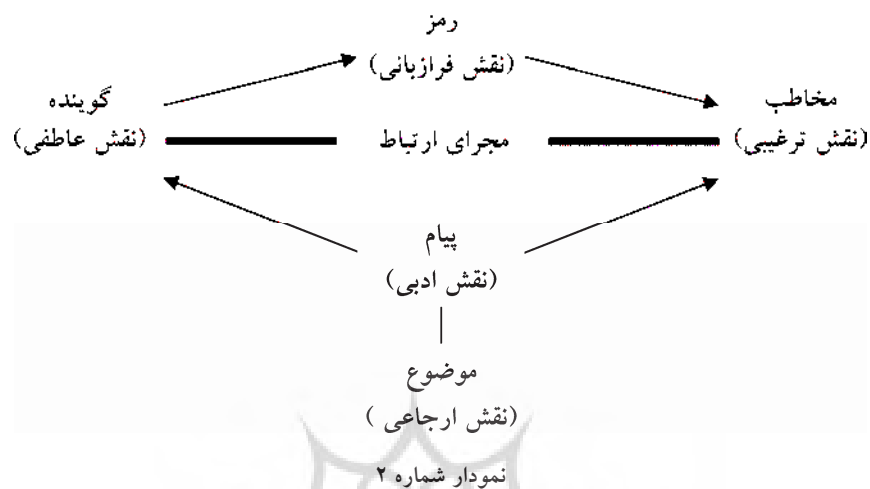 رمز
(نقش فرازبانی)
گوینده
(نقش عاطفی)
مجرای ارتباط
مخاطب
(نقش ترغیبی)
پیام
(نقش ادبی)
موضوع
(نقش ارجاعی )
نمودار شماره ۲